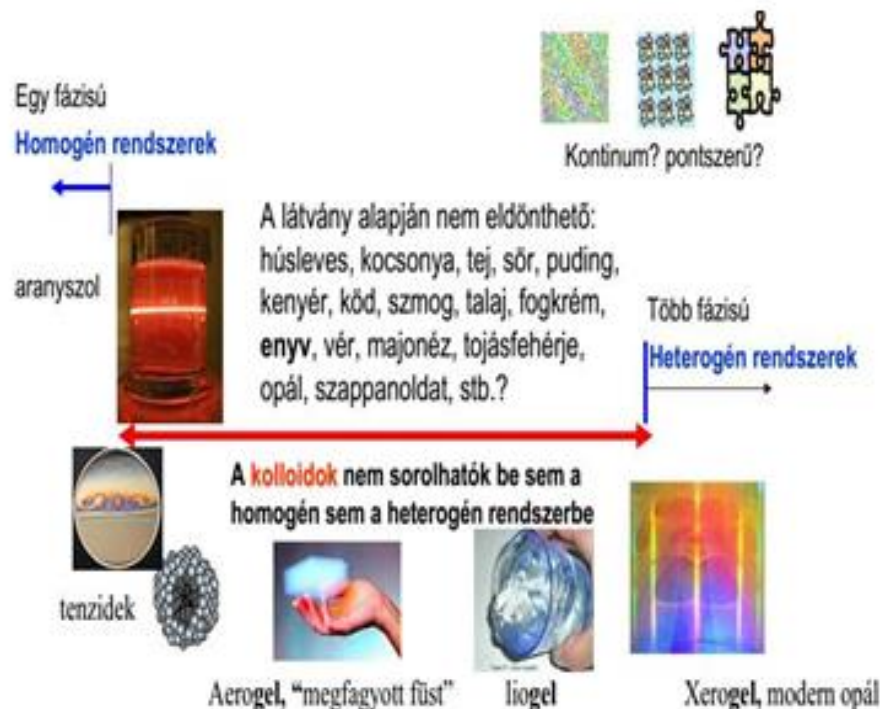 Kontinum? pontszerű?
Egy fázisú
Homogén rendszerek
aranyszol
A látvány alapján nem eldönthető:
húsleves, kocsonya, tej, sör, puding,
kenyér, köd, szmog, talaj, fogkrém,
enyv, vér, majonéz, tojásfehérje,
opál, szappanoldat, stb.?
Több fázisú
Heterogén rendszerek
A kolloidok nem sorolhatók be sem a
homogén sem a heterogén rendszerbe
tenzidek
Aerogel, “megfagyott füst”
liogel
Xerogel, modern opál